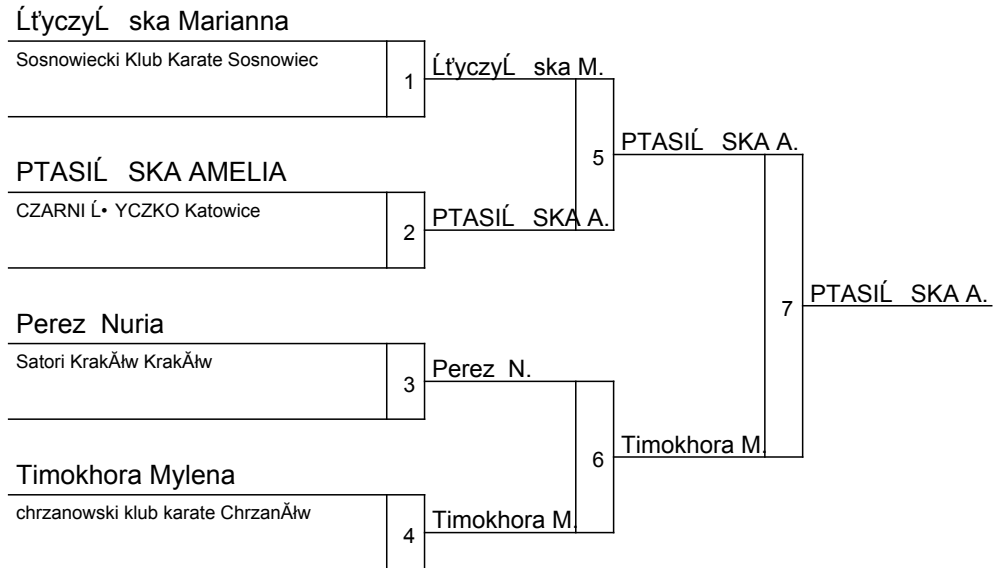 ĹťyczyĹ ska Marianna
Sosnowiecki Klub Karate Sosnowiec
1
ĹťyczyĹ ska M.
PTASIĹ SKA AMELIA
CZARNI Ĺ• YCZKO Katowice
2
PTASIĹ SKA A.
5
PTASIĹ SKA A.
Perez Nuria
Satori KrakĂłw KrakĂłw
3
Perez N.
Timokhora Mylena
chrzanowski klub karate ChrzanĂłw
4
Timokhora M.
6
Timokhora M.
7
PTASIĹ SKA A.